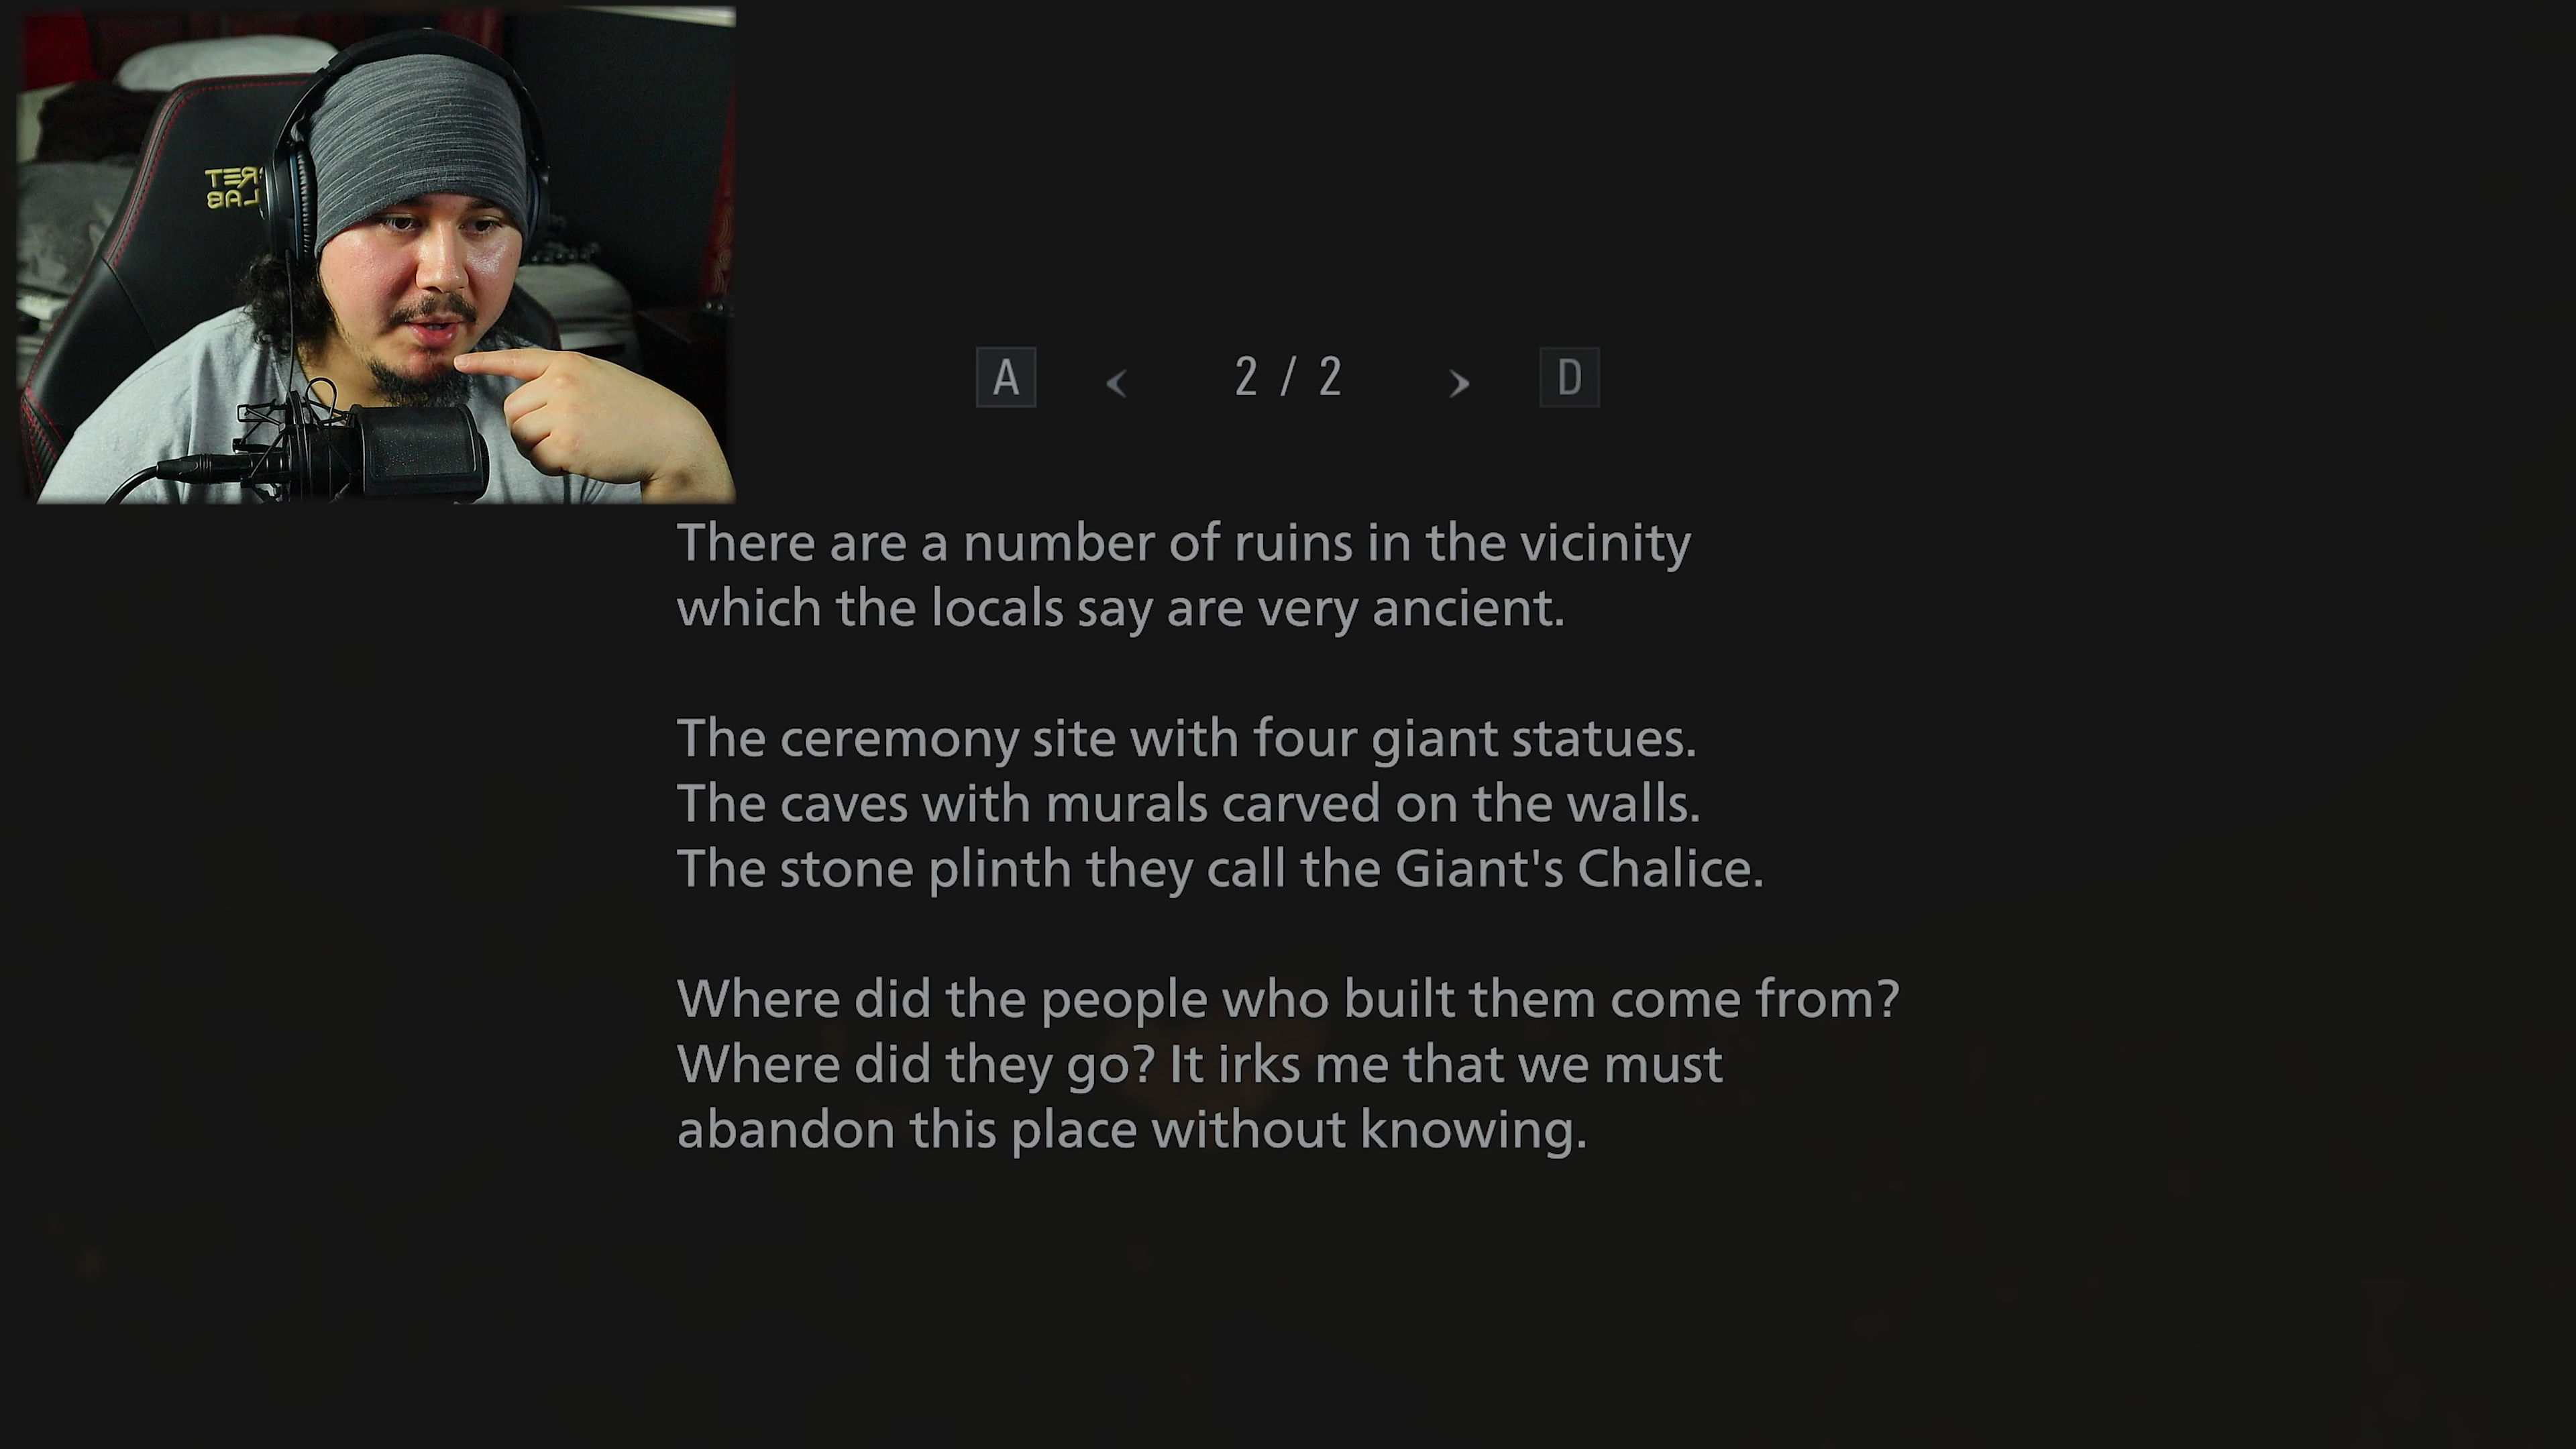 A < 2 / 2 > D
There are a number of ruins in the vicinity
which the locals say are very ancient.
The ceremony site with four giant statues.
The caves with murals carved on the walls.
The stone plinth they call the Giant's Chalice.
Where did the people who built them come from?
Where did they go? It irks me that we must
abandon this place without knowing.